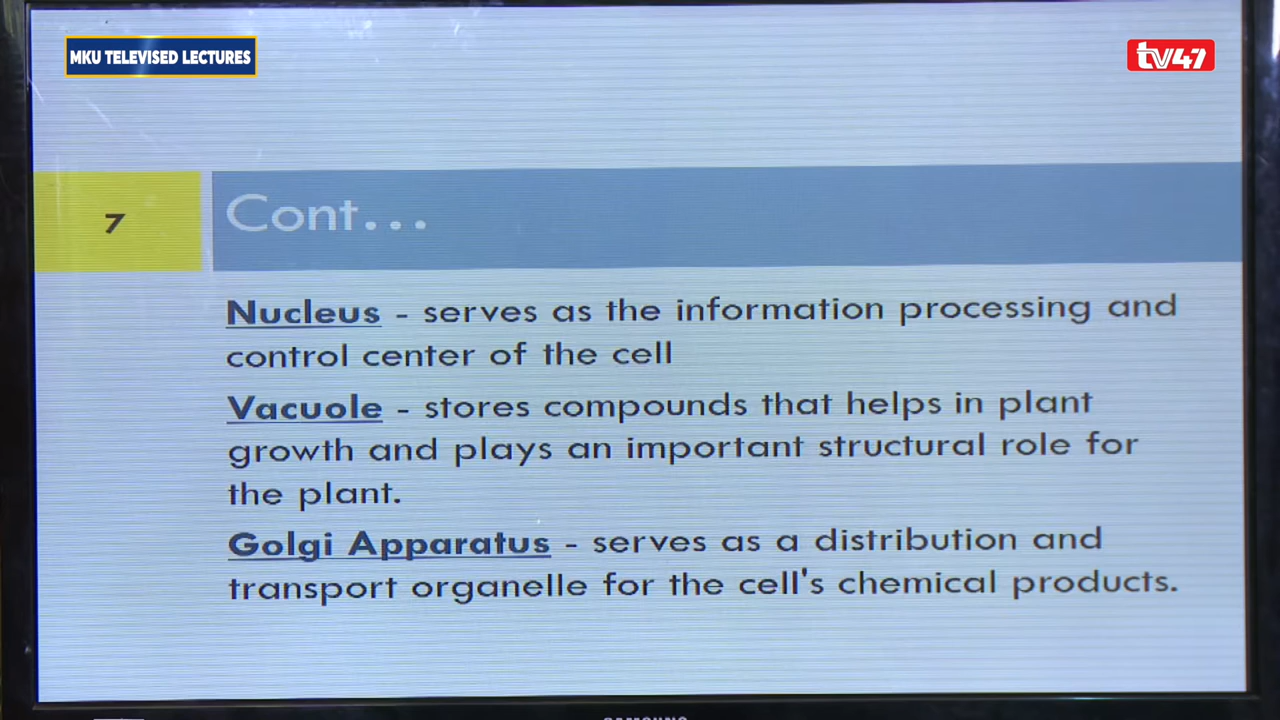 MKU TELEVISED LECTURES
tv47
7
Cont...
Nucleus - serves as the information processing and
control center of the cell
Vacuole - stores compounds that helps in plant
growth and plays an important structural role for
the plant.
Golgi Apparatus - serves as a distribution and
transport organelle for the cell's chemical products.
SAMSUNG